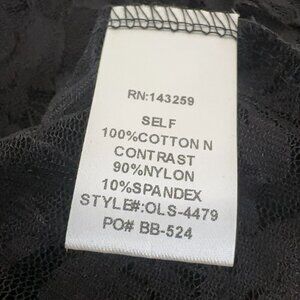 RN:143259
SELF
100%COTTON N
CONTRAST
90%NYLON
10%SPANDEX
STYLE#:OLS-4479
PO# BB-524